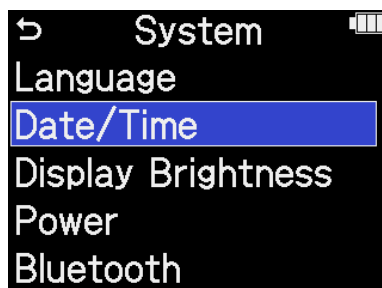 System
Language
Date/Time
Display Brightness
Power
Bluetooth